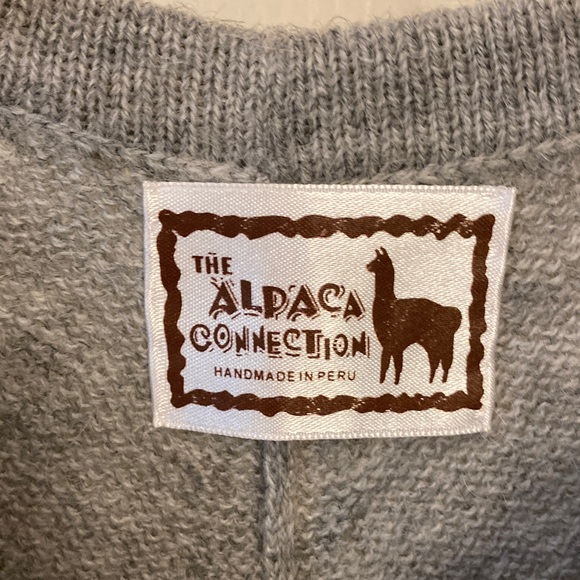 THE
ALPACA
CONNECTION
HANDMADE IN PERU